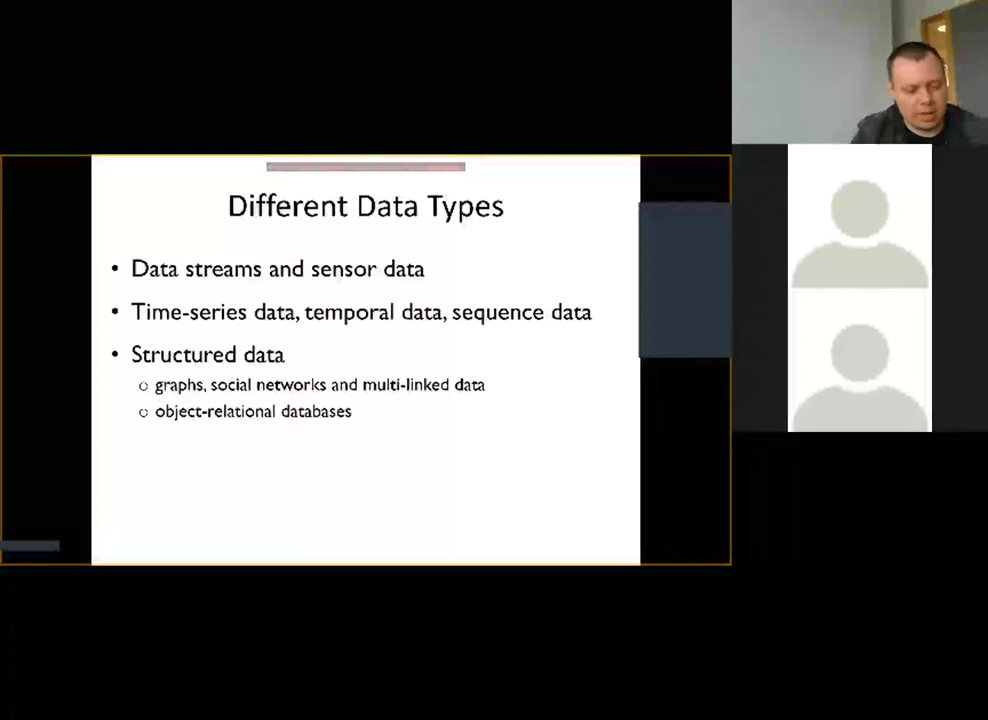 Different Data Types
• Data streams and sensor data
• Time-series data, temporal data, sequence data
• Structured data
○ graphs, social networks and multi-linked data
○ object-relational databases